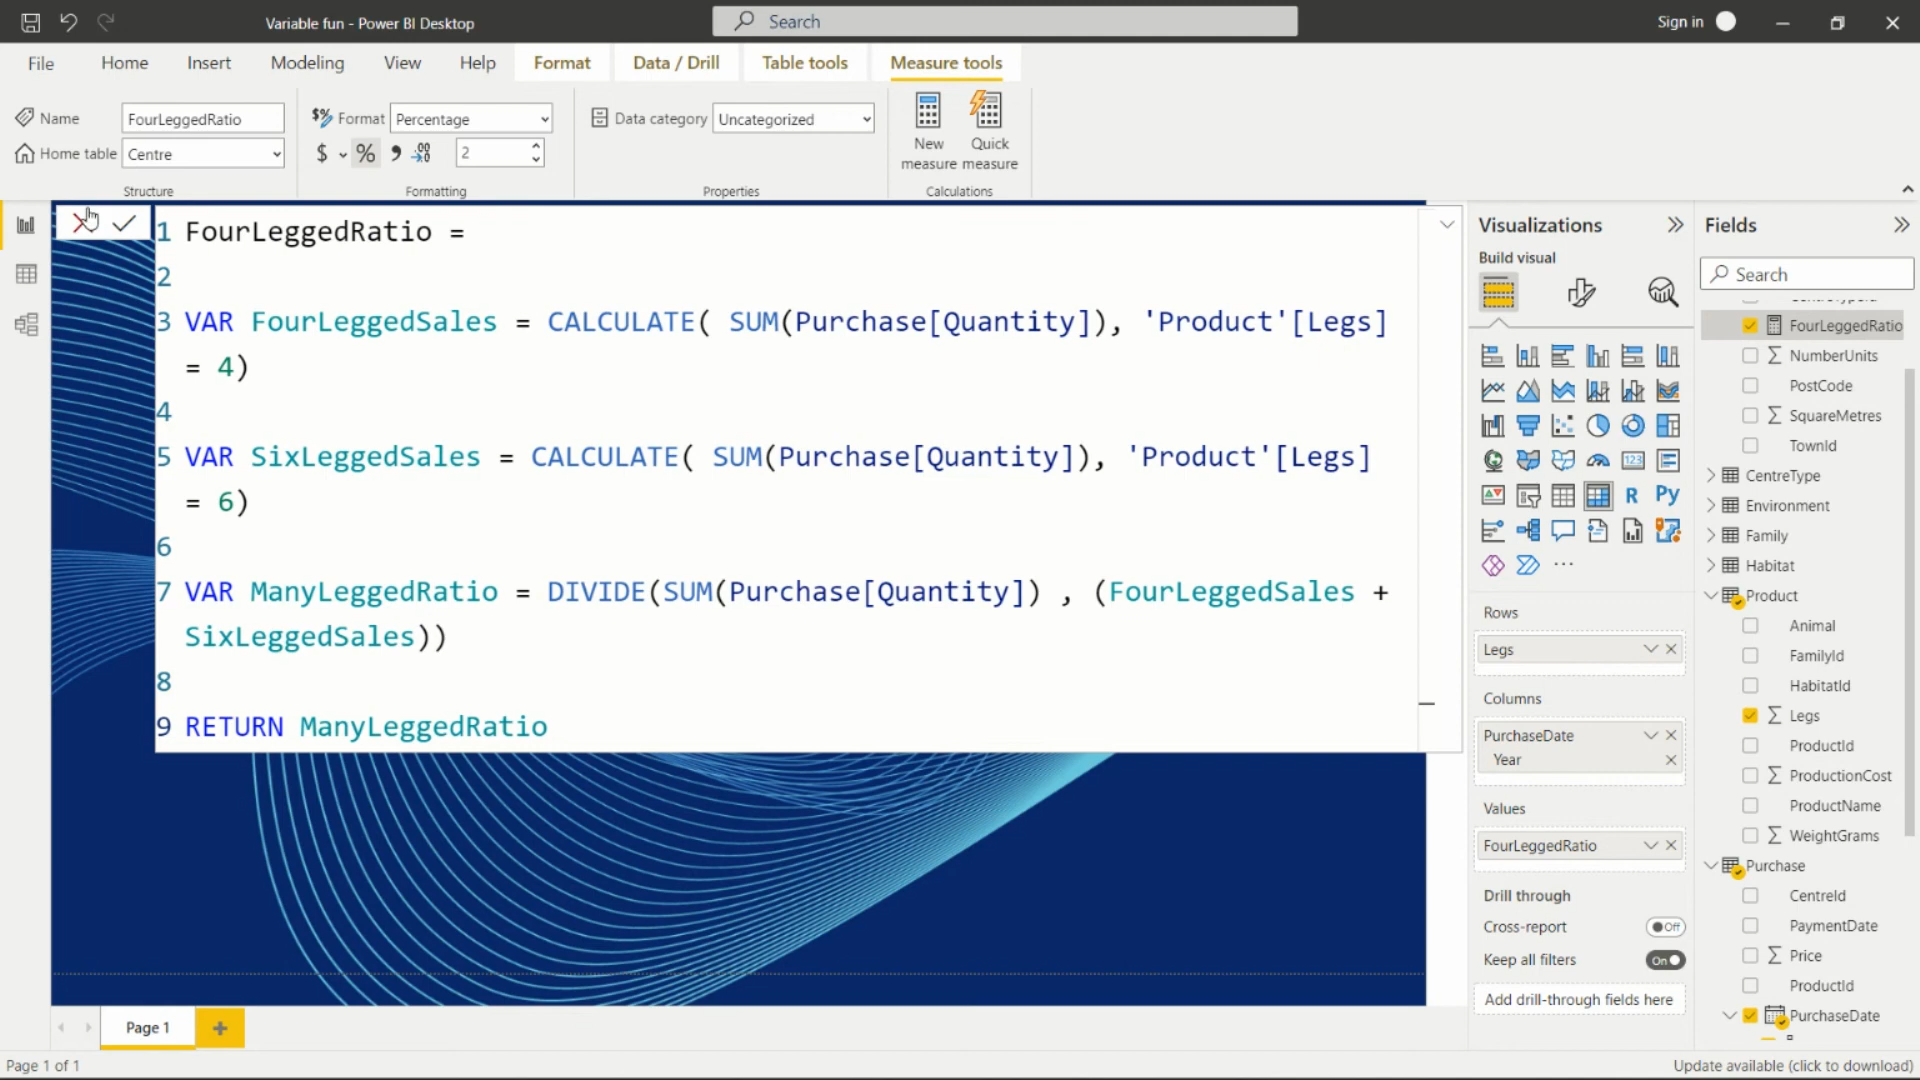 Variable fun - Power BI Desktop
Search
Sign in
File
Home
Insert
Modeling
View
Help
Format
Data / Drill
Table tools
Measure tools
Name
FourLeggedRatio
Home table
Centre
Structure
Format
Percentage
2
Formatting
Data category
Uncategorized
Properties
New measure
Quick measure
Calculations
1 FourLeggedRatio =
2
3 VAR FourLeggedSales = CALCULATE( SUM(Purchase[Quantity]), 'Product'[Legs]
= 4)
4
5 VAR SixLeggedSales = CALCULATE( SUM(Purchase[Quantity]), 'Product'[Legs]
= 6)
6
7 VAR ManyLeggedRatio = DIVIDE(SUM(Purchase[Quantity]) , (FourLeggedSales +
SixLeggedSales))
8
9 RETURN ManyLeggedRatio
Visualizations
Build visual
123
R
Py
Rows
Legs
Columns
PurchaseDate
Year
Values
FourLeggedRatio
Drill through
Cross-report
Off
Keep all filters
On
Add drill-through fields here
Fields
Search
FourLeggedRatio
NumberUnits
PostCode
SquareMetres
TownId
CentreType
Environment
Family
Habitat
Product
Animal
FamilyId
HabitatId
Legs
ProductId
ProductionCost
ProductName
WeightGrams
Purchase
CentreId
PaymentDate
Price
ProductId
PurchaseDate
Page 1
Page 1 of 1
Update available (click to download)